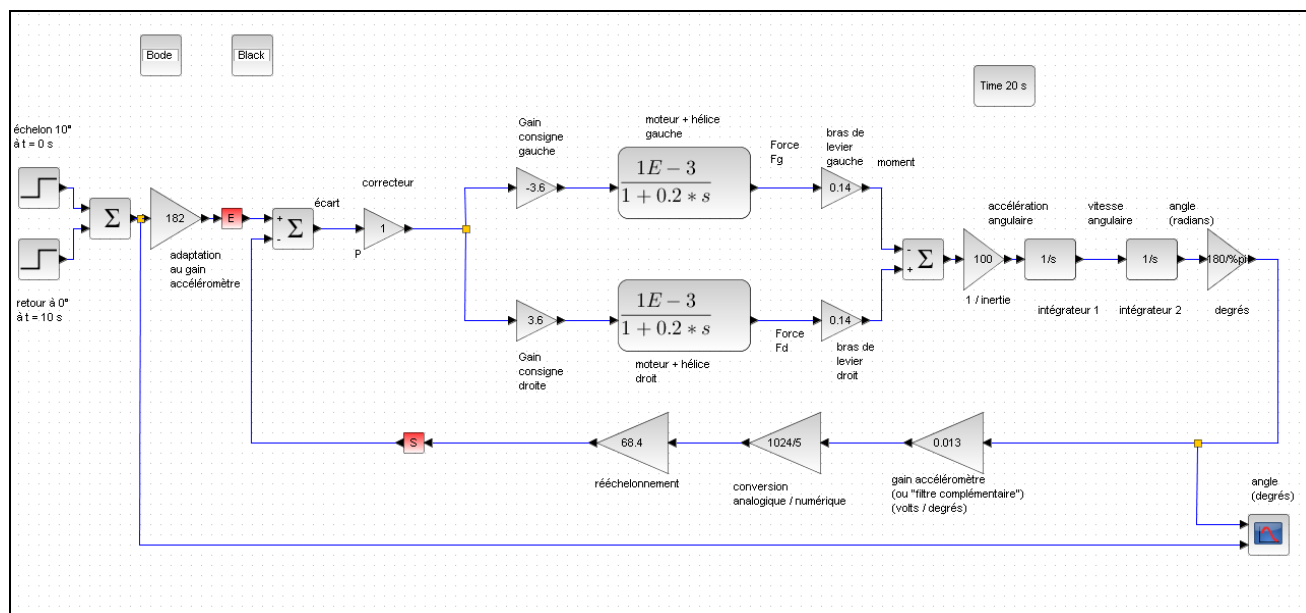 Bode
Black
Time 20 s
échelon 10°
à t = 0 s
retour à 0°
à t = 10 s
Σ
182
adaptation
au gain
accéléromètre
E
+
-
Σ
écart
correcteur
1
P
Gain
consigne
gauche
-3.6
moteur + hélice
gauche
1E − 3
1 + 0.2 * s
Force
Fg
bras de
levier
gauche
0.14
moment
3.6
Gain
consigne
droite
1E − 3
1 + 0.2 * s
moteur + hélice
droit
Force
Fd
0.14
bras de
levier
droit
-
+
Σ
100
1 / inertie
accélération
angulaire
1/s
intégrateur 1
vitesse
angulaire
1/s
intégrateur 2
angle
(radians)
180/%pi
degrés
S
68.4
rééchelonnement
1024/5
conversion
analogique / numérique
0.013
gain accéléromètre
(ou "filtre complémentaire")
(volts / degrés)
angle
(degrés)